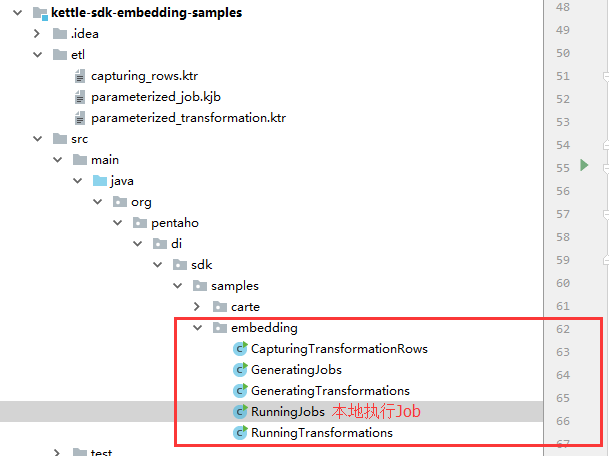 kettle-sdk-embedding-samples
.idea
etl
capturing_rows.ktr
parameterized_job.kjb
parameterized_transformation.ktr
src
main
java
org
pentaho
di
sdk
samples
carte
embedding
CapturingTransformationRows
GeneratingJobs
GeneratingTransformations
RunningJobs 本地执行Job
RunningTransformations
test
48
49
50
51
52
53
54
55
56
57
58
59
60
61
62
63
64
65
66
67